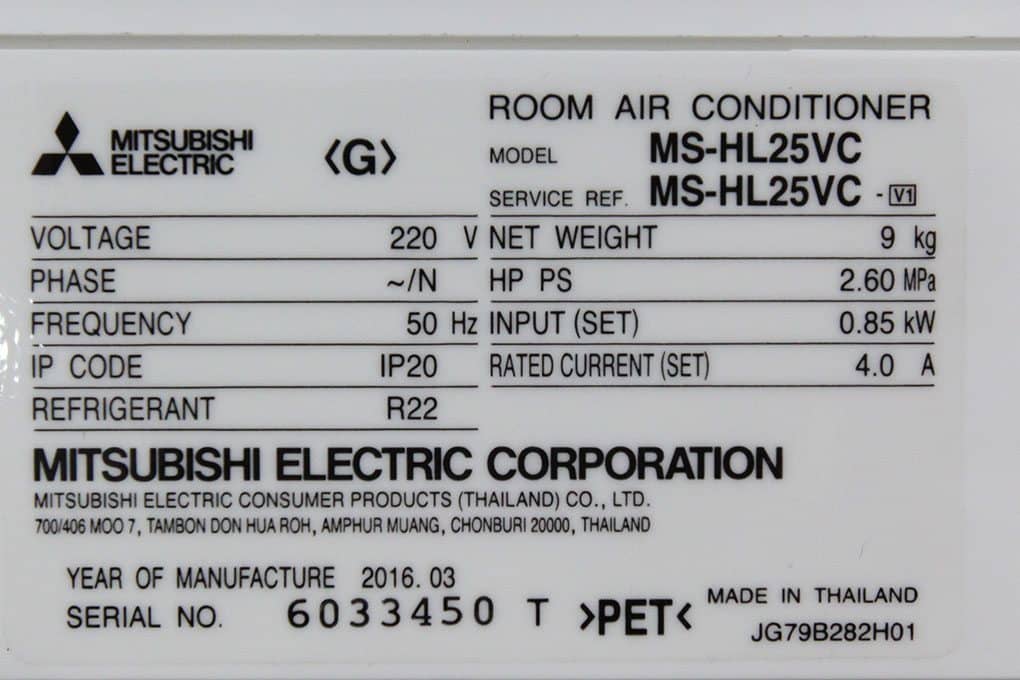 MITSUBISHI
ELECTRIC
⟨G⟩
ROOM AIR CONDITIONER
MODEL MS-HL25VC
SERVICE REF. MS-HL25VC -V1
VOLTAGE 220 V
PHASE ~/N
FREQUENCY 50 Hz
IP CODE IP20
REFRIGERANT R22
NET WEIGHT 9 kg
HP PS 2.60 MPa
INPUT (SET) 0.85 kW
RATED CURRENT (SET) 4.0 A
MITSUBISHI ELECTRIC CORPORATION
MITSUBISHI ELECTRIC CONSUMER PRODUCTS (THAILAND) CO., LTD.
700/406 MOO 7, TAMBON DON HUA ROH, AMPHUR MUANG, CHONBURI 20000, THAILAND
YEAR OF MANUFACTURE 2016. 03
SERIAL NO. 6033450 T
>PET<
MADE IN THAILAND
JG79B282H01